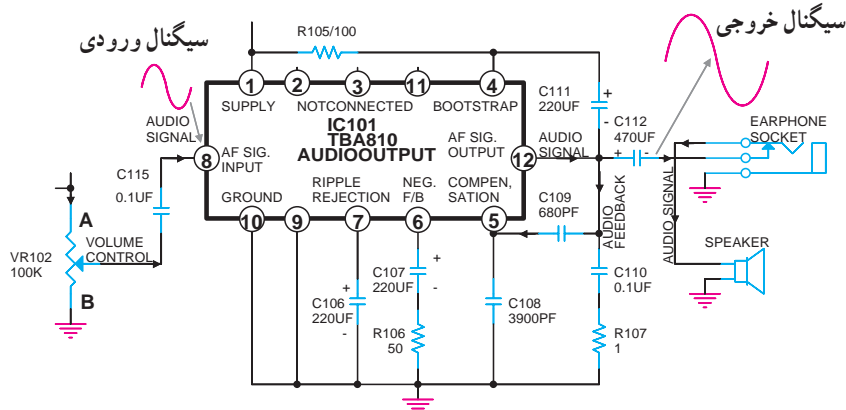 سیگنال ورودی
سیگنال خروجی
R105/100
1
2
3
11
4
SUPPLY
NOTCONNECTED
BOOTSTRAP
C111
220UF
+
-
C112
470UF
+ -
EARPHONE
SOCKET
AUDIO
SIGNAL
IC101
TBA810
AUDIOOUTPUT
8
AF SIG.
INPUT
AF SIG.
OUTPUT
12
AUDIO
SIGNAL
C115
0.1UF
GROUND
RIPPLE
REJECTION
NEG.
F/B
COMPEN,
SATION
10
9
7
6
5
C109
680PF
AUDIO
FEEDBACK
AUDIO SIGNAL
SPEAKER
A
VOLUME
CONTROL
VR102
100K
B
+
C106
220UF
-
C107
220UF
+
-
R106
50
C108
3900PF
C110
0.1UF
R107
1